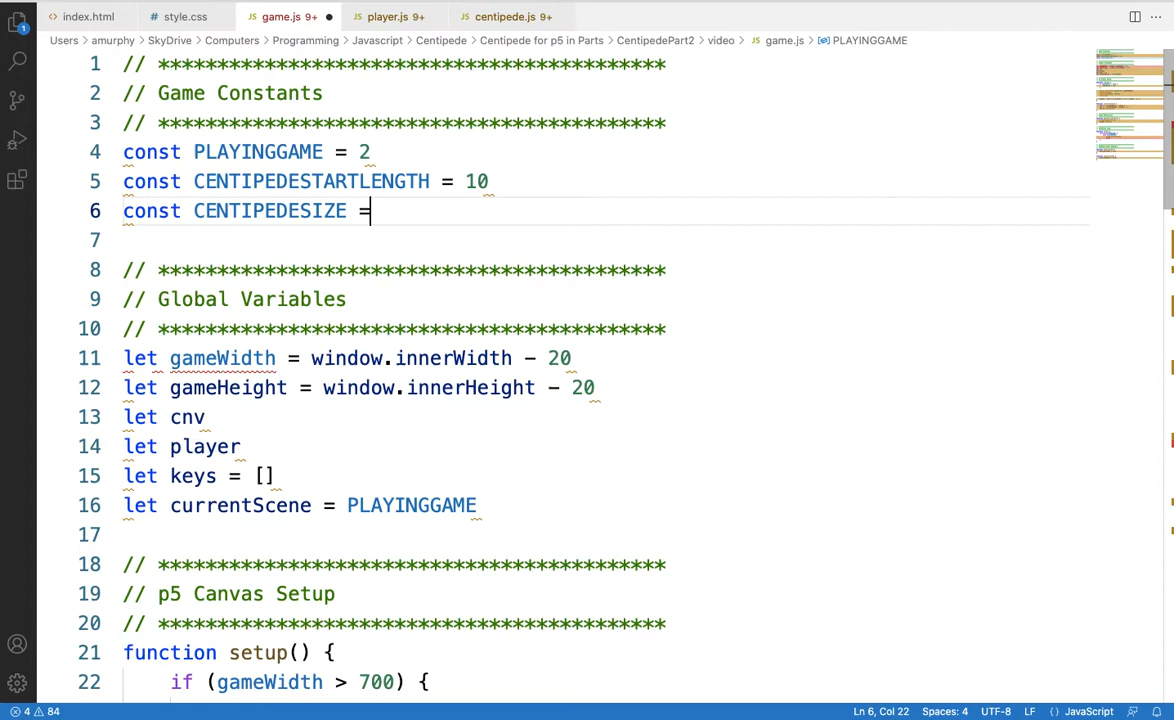 index.html
# style.css
JS game.js 9+ ●
JS player.js 9+
JS centipede.js 9+
1
Users > amurphy > SkyDrive > Computers > Programming > Javascript > Centipede > Centipede for p5 in Parts > CentipedePart2 > video > JS game.js > PLAYINGGAME
1 // *******************************************
2 // Game Constants
3 // *******************************************
4 const PLAYINGGAME = 2
5 const CENTIPEDESTARTLENGTH = 10
6 const CENTIPEDESIZE =
7
8 // *******************************************
9 // Global Variables
10 // *******************************************
11 let gameWidth = window.innerWidth - 20
12 let gameHeight = window.innerHeight - 20
13 let cnv
14 let player
15 let keys = []
16 let currentScene = PLAYINGGAME
17
18 // *******************************************
19 // p5 Canvas Setup
20 // *******************************************
21 function setup() {
22 if (gameWidth > 700) {
4 84
Ln 6, Col 22 Spaces: 4 UTF-8 LF {} JavaScript